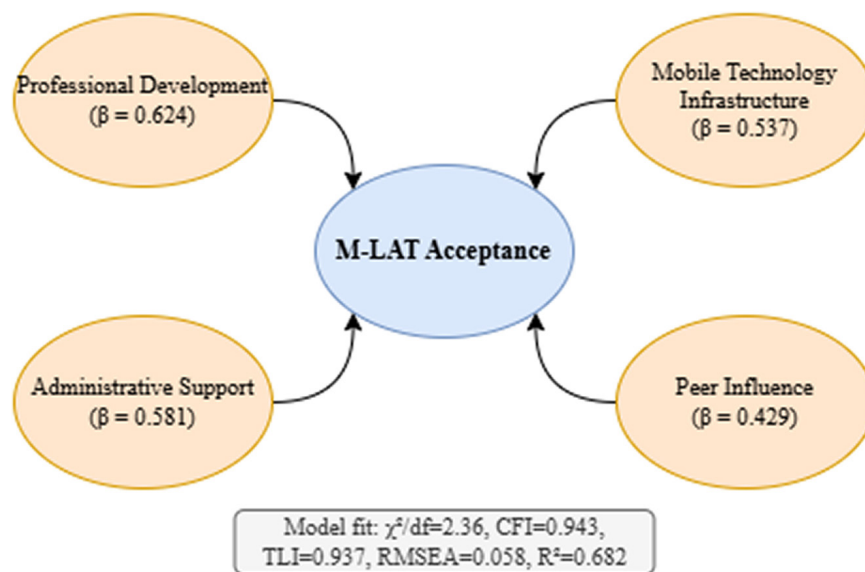 Professional Development
(β = 0.624)
Mobile Technology
Infrastructure
(β = 0.537)
M-LAT Acceptance
Administrative Support
(β = 0.581)
Peer Influence
(β = 0.429)
Model fit: χ²/df=2.36, CFI=0.943,
TLI=0.937, RMSEA=0.058, R²=0.682